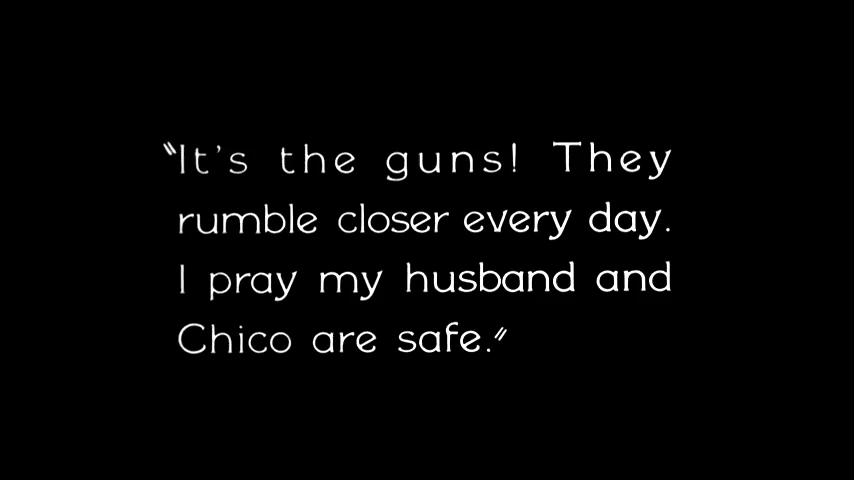 "It's the guns! They
rumble closer every day.
I pray my husband and
Chico are safe."